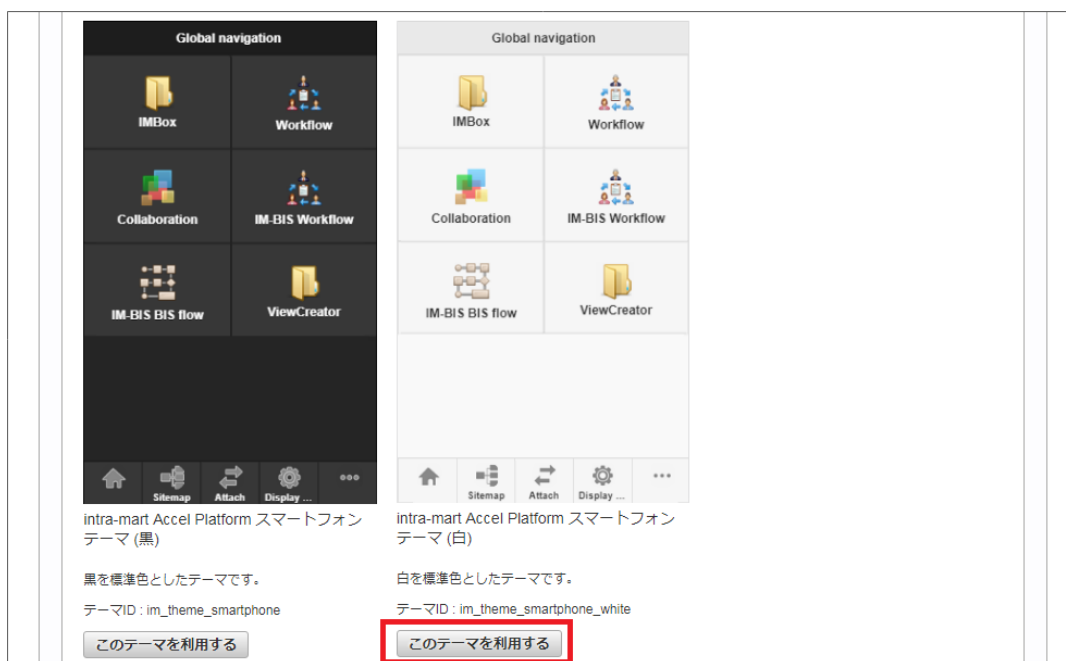 Global navigation
IMBox
Workflow
Collaboration
IM-BIS Workflow
IM-BIS BIS flow
ViewCreator
Sitemap
Attach
Display ...
intra-mart Accel Platform スマートフォン
テーマ (黒)
黒を標準色としたテーマです。
テーマID : im_theme_smartphone
このテーマを利用する
Global navigation
IMBox
Workflow
Collaboration
IM-BIS Workflow
IM-BIS BIS flow
ViewCreator
Sitemap
Attach
Display ...
intra-mart Accel Platform スマートフォン
テーマ (白)
白を標準色としたテーマです。
テーマID : im_theme_smartphone_white
このテーマを利用する